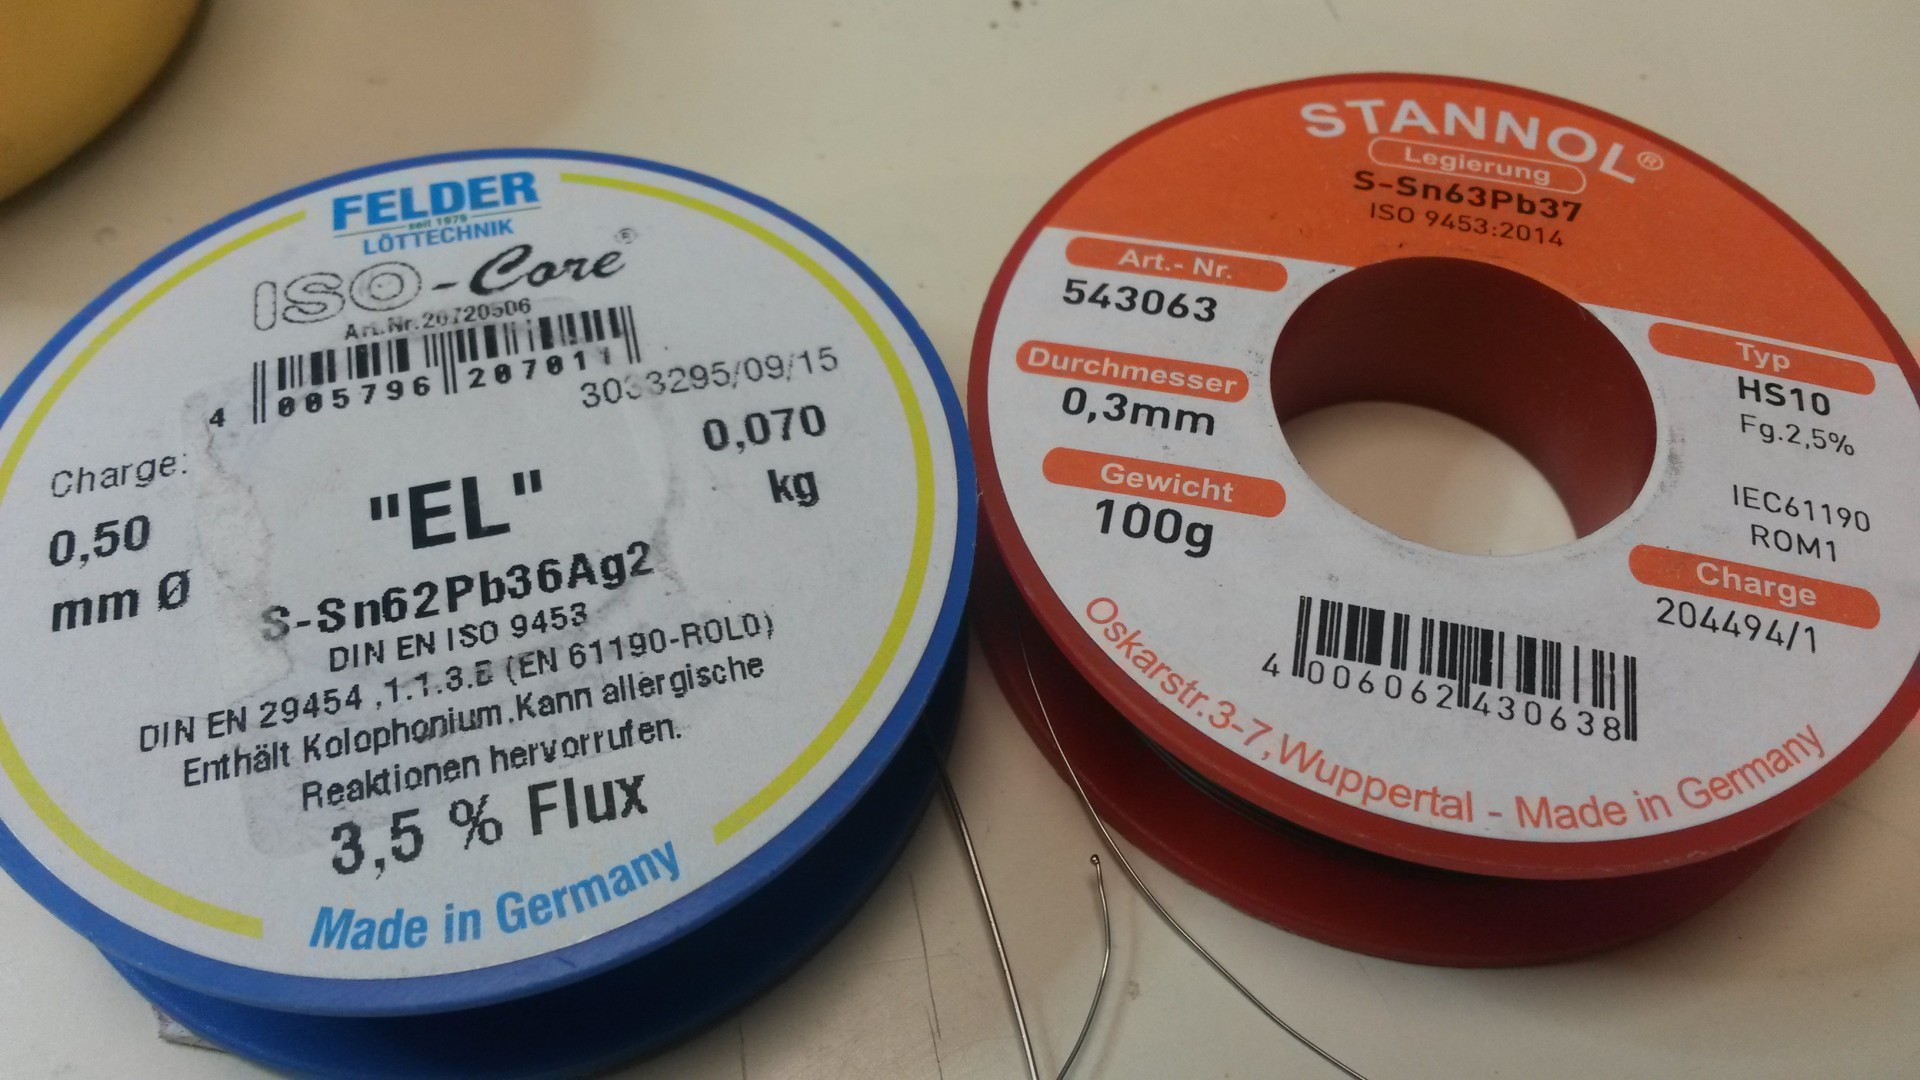 FELDER
seit 1979
LÖTTECHNIK
ISO-Core®
Art.Nr.20720506
4 005796 207011
3033295/09/15
Charge:
0,070
kg
0,50
mm Ø
"EL"
S-Sn62Pb36Ag2
DIN EN ISO 9453
DIN EN 29454 ,1.1.3.B (EN 61190-ROL0)
Enthält Kolophonium.Kann allergische
Reaktionen hervorrufen.
3,5 % Flux
Made in Germany
STANNOL®
Legierung
S-Sn63Pb37
ISO 9453:2014
Art.- Nr.
543063
Durchmesser
0,3mm
Gewicht
100g
Typ
HS10
Fg.2,5%
IEC61190
ROM1
Charge
204494/1
4 006062 430638
Oskarstr.3-7,Wuppertal - Made in Germany